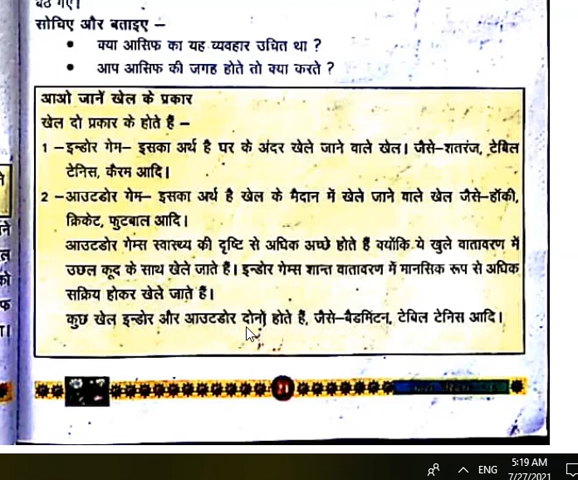 बैठ गए।
सोचिए और बताइए –
• क्या आसिफ का यह व्यवहार उचित था ?
• आप आसिफ की जगह होते तो क्या करते ?
आओ जानें खेल के प्रकार
खेल दो प्रकार के होते हैं –
1 –इन्डोर गेम– इसका अर्थ है घर के अंदर खेले जाने वाले खेल। जैसे–शतरंज, टेबिल
टेनिस, कैरम आदि।
2 –आउटडोर गेम– इसका अर्थ है खेल के मैदान में खेले जाने वाले खेल जैसे–हॉकी,
क्रिकेट, फुटबाल आदि।
आउटडोर गेम्स स्वास्थ्य की दृष्टि से अधिक अच्छे होते हैं क्योंकि ये खुले वातावरण में
उछल कूद के साथ खेले जाते हैं। इन्डोर गेम्स शान्त वातावरण में मानसिक रूप से अधिक
सक्रिय होकर खेले जाते हैं।
कुछ खेल इन्डोर और आउटडोर दोनों होते हैं, जैसे–बैडमिंटन, टेबिल टेनिस आदि।
ENG
5:19 AM
7/27/2021